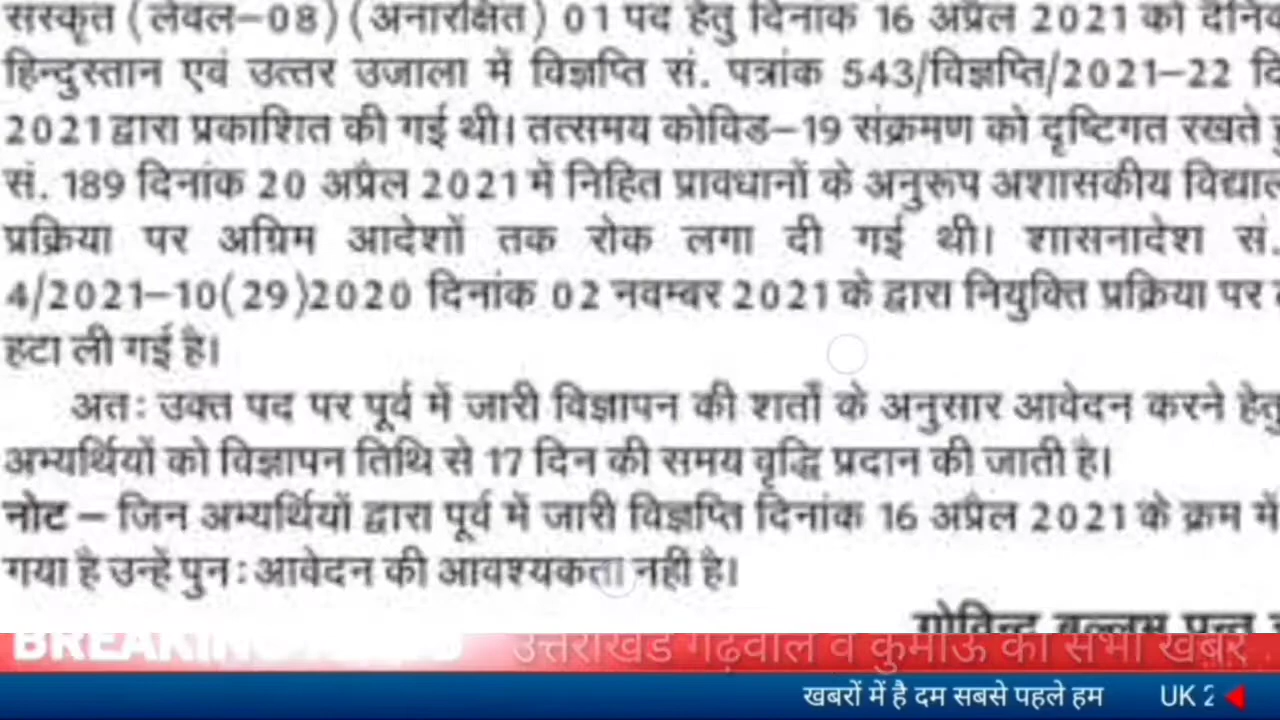 संस्कृत (लेवल–08) (अनारक्षित) 01 पद हेतु दिनांक 16 अप्रैल 2021 को
हिन्दुस्तान एवं उत्तर उजाला में विज्ञप्ति सं. पत्रांक 543/विज्ञप्ति/2021–22
2021 द्वारा प्रकाशित की गई थी। तत्समय कोविड–19 संक्रमण को दृष्टिगत रखते
सं. 189 दिनांक 20 अप्रैल 2021 में निहित प्रावधानों के अनुरूप अशासकीय
प्रक्रिया पर अग्रिम आदेशों तक रोक लगा दी गई थी। शासनादेश सं.
4/2021–10(29)2020 दिनांक 02 नवम्बर 2021 के द्वारा नियुक्ति प्रक्रिया पर
हटा ली गई है।
अतः उक्त पद पर पूर्व में जारी विज्ञापन की शर्तों के अनुसार आवेदन करने हेतु
अभ्यर्थियों को विज्ञापन तिथि से 17 दिन की समय वृद्धि प्रदान की जाती है।
नोट – जिन अभ्यर्थियों द्वारा पूर्व में जारी विज्ञप्ति दिनांक 16 अप्रैल 2021 के क्रम में
गया है उन्हें पुनः आवेदन की आवश्यकता नहीं है।
गोविन्द बल्लभ पन्त
उत्तराखंड गढ़वाल व कुमाऊं की सभी खबरें
खबरों में है दम सबसे पहले हम UK 2